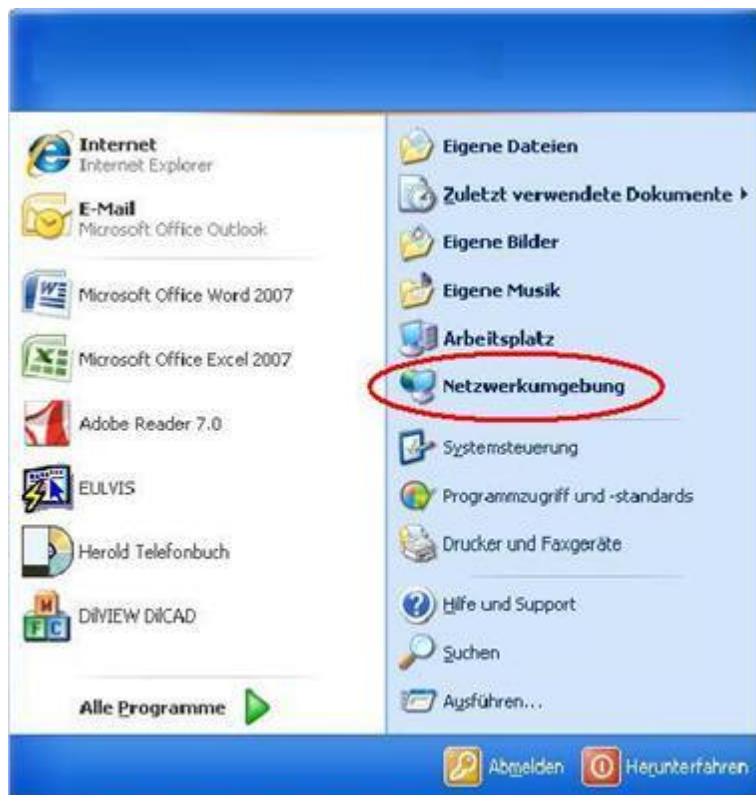 Internet
Internet Explorer
E-Mail
Microsoft Office Outlook
Microsoft Office Word 2007
Microsoft Office Excel 2007
Adobe Reader 7.0
EULVIS
Herold Telefonbuch
DilVIEW DilCAD
Alle Programme
Eigene Dateien
Zuletzt verwendete Dokumente
Eigene Bilder
Eigene Musik
Arbeitsplatz
Netzwerkumgebung
Systemsteuerung
Programmzugriff und -standards
Drucker und Faxgeräte
Hilfe und Support
Suchen
Ausführen...
Abmelden
Herunterfahren